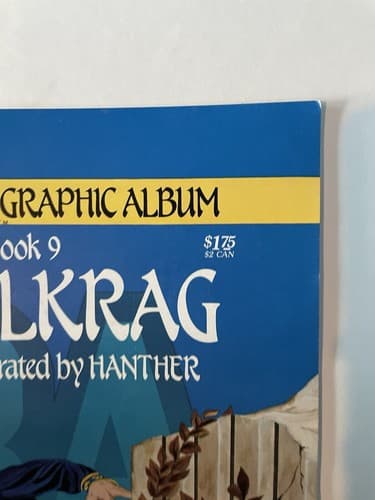 GRAPHIC ALBUM
ook 9
$1.75
$2 CAN
LKRAG
rated by HANTHER